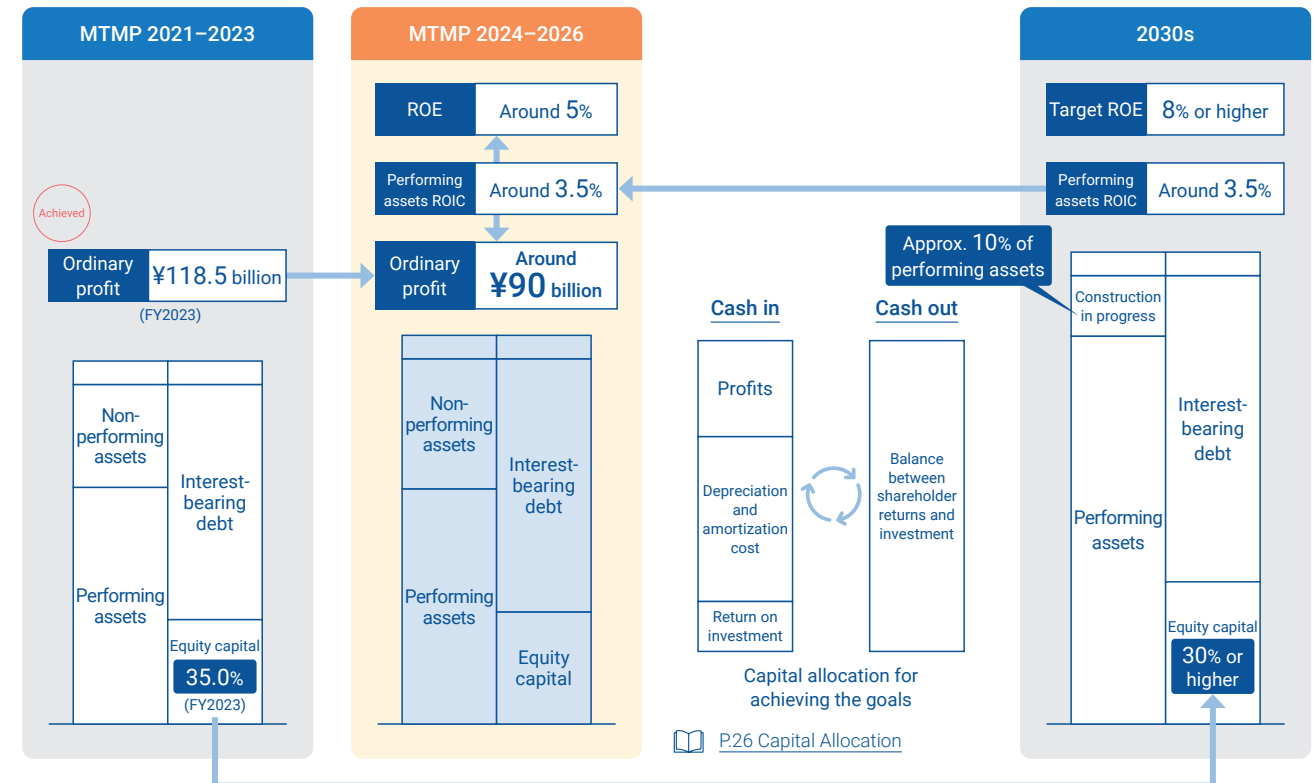 MTMP 2021–2023
Achieved
Ordinary
profit
¥118.5 billion
(FY2023)
Non-
performing
assets
Performing
assets
Interest-
bearing
debt
Equity capital
35.0%
(FY2023)
MTMP 2024–2026
ROE
Around 5%
Performing
assets ROIC
Around 3.5%
Ordinary
profit
Around
¥90 billion
Non-
performing
assets
Performing
assets
Interest-
bearing
debt
Equity
capital
Cash in
Profits
Depreciation
and
amortization
cost
Return on
investment
Cash out
Balance
between
shareholder
returns and
investment
Capital allocation for
achieving the goals
P.26 Capital Allocation
2030s
Target ROE
8% or higher
Performing
assets ROIC
Around 3.5%
Approx. 10% of
performing assets
Construction
in progress
Performing
assets
Interest-
bearing
debt
Equity capital
30% or
higher